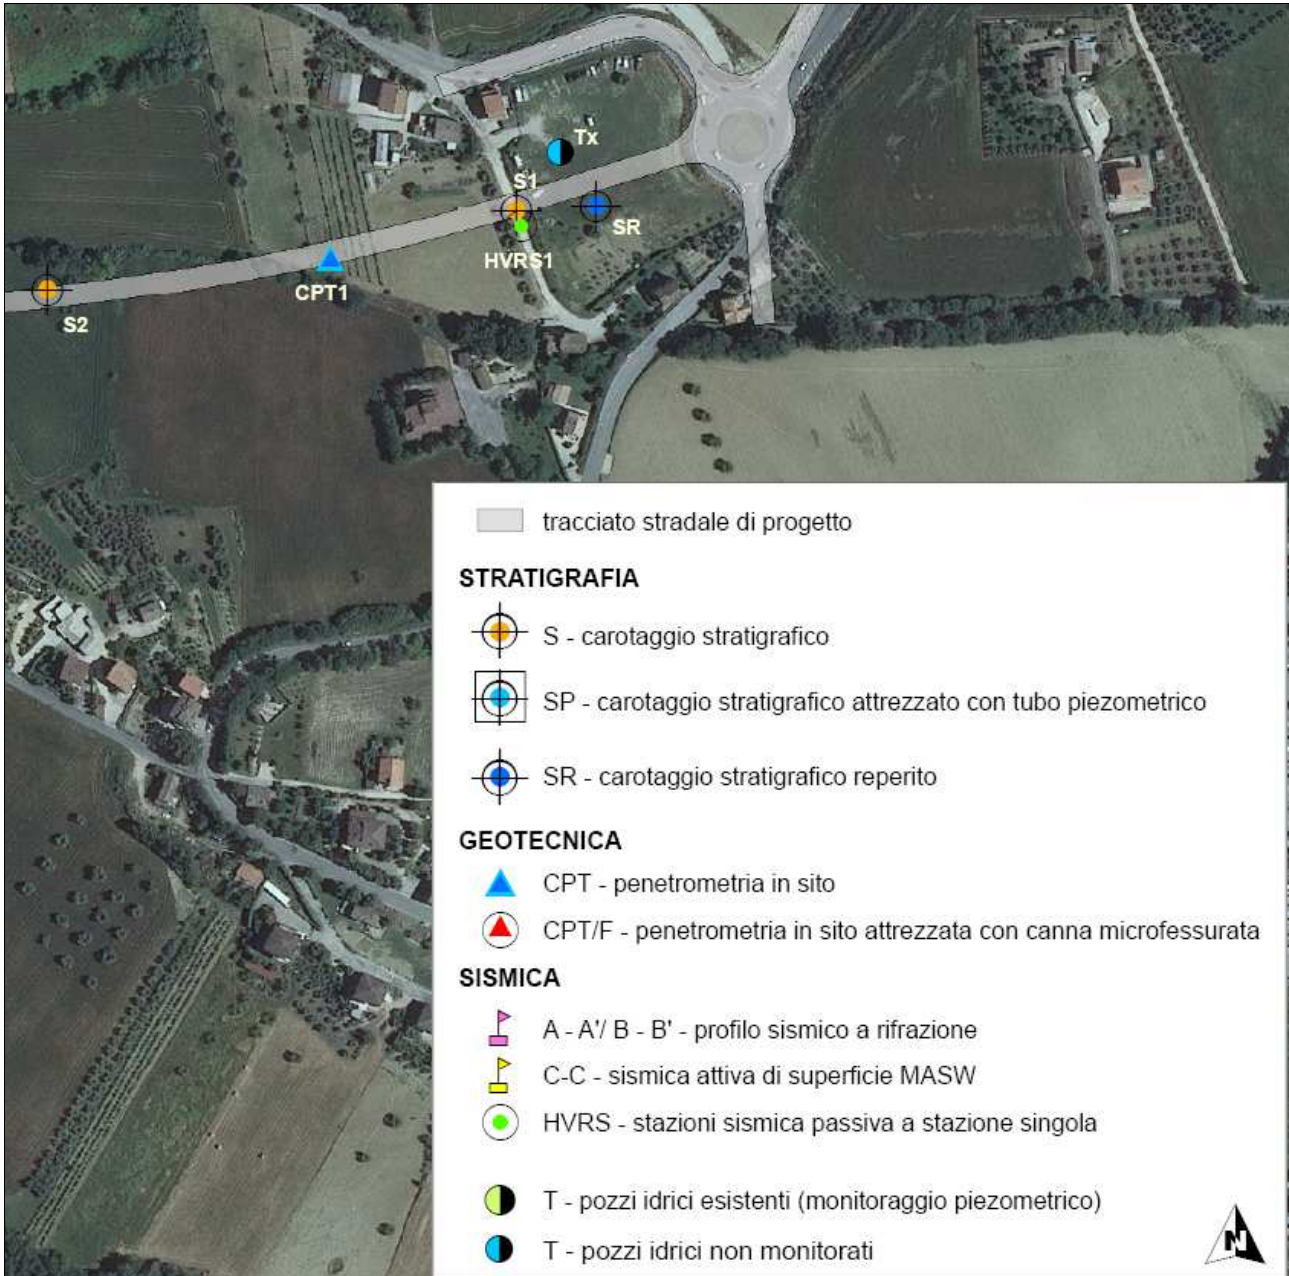 Tx
S1
SR
HVRS1
CPT1
S2
tracciato stradale di progetto
STRATIGRAFIA
S - carotaggio stratigrafico
SP - carotaggio stratigrafico attrezzato con tubo piezometrico
SR - carotaggio stratigrafico reperito
GEOTECNICA
CPT - penetrometria in sito
CPT/F - penetrometria in sito attrezzata con canna microfessurata
SISMICA
A - A'/ B - B' - profilo sismico a rifrazione
C-C - sismica attiva di superficie MASW
HVRS - stazioni sismica passiva a stazione singola
T - pozzi idrici esistenti (monitoraggio piezometrico)
T - pozzi idrici non monitorati
N